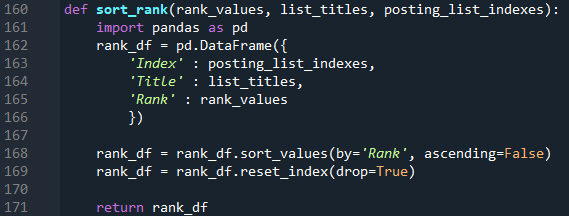 160 def sort_rank(rank_values, list_titles, posting_list_indexes):
161     import pandas as pd
162     rank_df = pd.DataFrame({
163         'Index' : posting_list_indexes,
164         'Title' : list_titles,
165         'Rank' : rank_values
166         })
167
168     rank_df = rank_df.sort_values(by='Rank', ascending=False)
169     rank_df = rank_df.reset_index(drop=True)
170
171     return rank_df